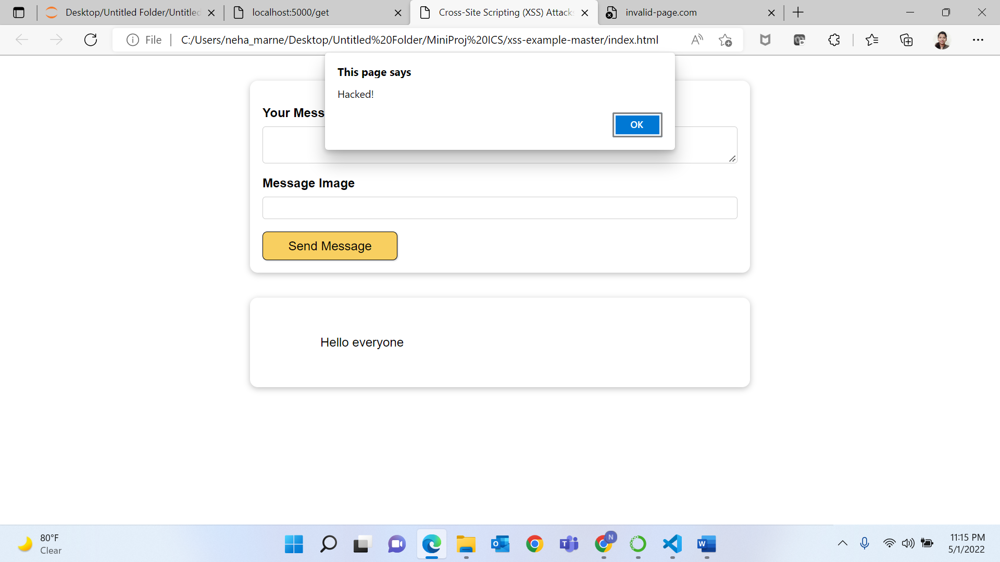 Desktop/Untitled Folder/Untitled
localhost:5000/get
Cross-Site Scripting (XSS) Attacks
invalid-page.com
File
C:/Users/neha_marne/Desktop/Untitled%20Folder/MiniProj%20ICS/xss-example-master/index.html
This page says
Hacked!
OK
Your Mess
Message Image
Send Message
Hello everyone
80°F
Clear
N
11:15 PM
5/1/2022